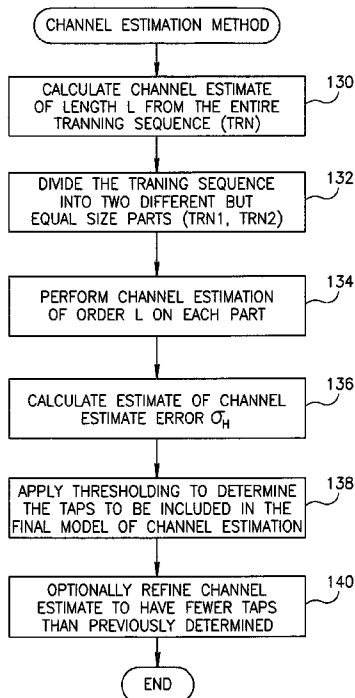 CHANNEL ESTIMATION METHOD
130
CALCULATE CHANNEL ESTIMATE
OF LENGTH L FROM THE ENTIRE
TRANNING SEQUENCE (TRN)
132
DIVIDE THE TRANING SEQUENCE
INTO TWO DIFFERENT BUT
EQUAL SIZE PARTS (TRN1, TRN2)
134
PERFORM CHANNEL ESTIMATION
OF ORDER L ON EACH PART
136
CALCULATE ESTIMATE OF CHANNEL
ESTIMATE ERROR σH
138
APPLY THRESHOLDING TO DETERMINE
THE TAPS TO BE INCLUDED IN THE
FINAL MODEL OF CHANNEL ESTIMATION
140
OPTIONALLY REFINE CHANNEL
ESTIMATE TO HAVE FEWER TAPS
THAN PREVIOUSLY DETERMINED
END